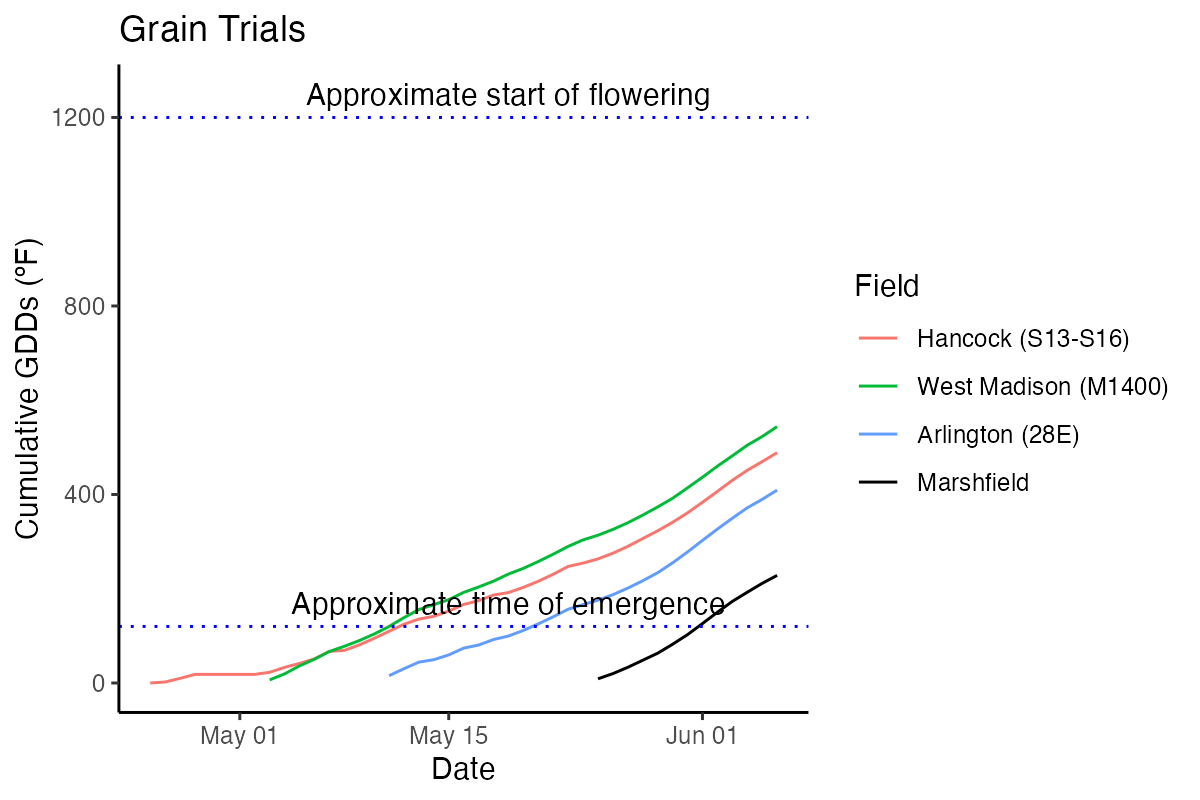 Grain Trials
Approximate start of flowering
1200
800
400
0
Cumulative GDDs (°F)
Approximate time of emergence
May 01
May 15
Jun 01
Date
Field
Hancock (S13-S16)
West Madison (M1400)
Arlington (28E)
Marshfield